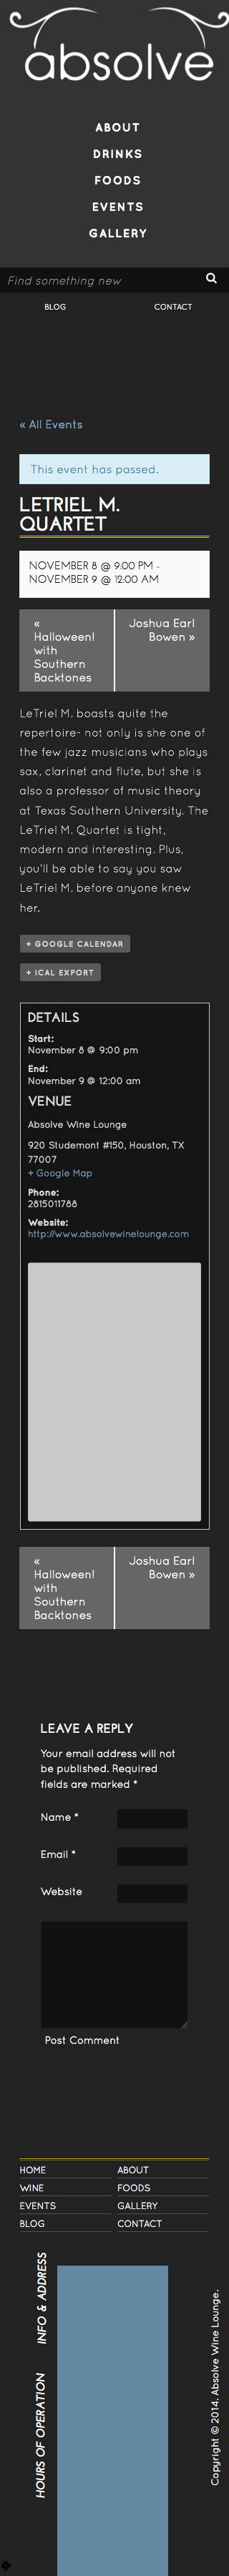 absolve
ABOUT
DRINKS
FOODS
EVENTS
GALLERY
Find something new
BLOG
CONTACT
« All Events
This event has passed.
LETRIEL M.
QUARTET
NOVEMBER 8 @ 9:00 PM -
NOVEMBER 9 @ 12:00 AM
«
Halloween!
with
Southern
Backtones
Joshua Earl
Bowen »
LeTriel M. boasts quite the
repertoire- not only is she one of
the few jazz musicians who plays
sax, clarinet and flute, but she is
also a professor of music theory
at Texas Southern University. The
LeTriel M. Quartet is tight,
modern and interesting. Plus,
you'll be able to say you saw
LeTriel M. before anyone knew
her.
+ GOOGLE CALENDAR
+ ICAL EXPORT
DETAILS
Start:
November 8 @ 9:00 pm
End:
November 9 @ 12:00 am
VENUE
Absolve Wine Lounge
920 Studemont #150, Houston, TX
77007
+ Google Map
Phone:
2815011788
Website:
http://www.absolvewinelounge.com
«
Halloween!
with
Southern
Backtones
Joshua Earl
Bowen »
LEAVE A REPLY
Your email address will not
be published. Required
fields are marked *
Name *
Email *
Website
Post Comment
HOME
ABOUT
WINE
FOODS
EVENTS
GALLERY
BLOG
CONTACT
INFO & ADDRESS
HOURS OF OPERATION
Copyright © 2014. Absolve Wine Lounge.